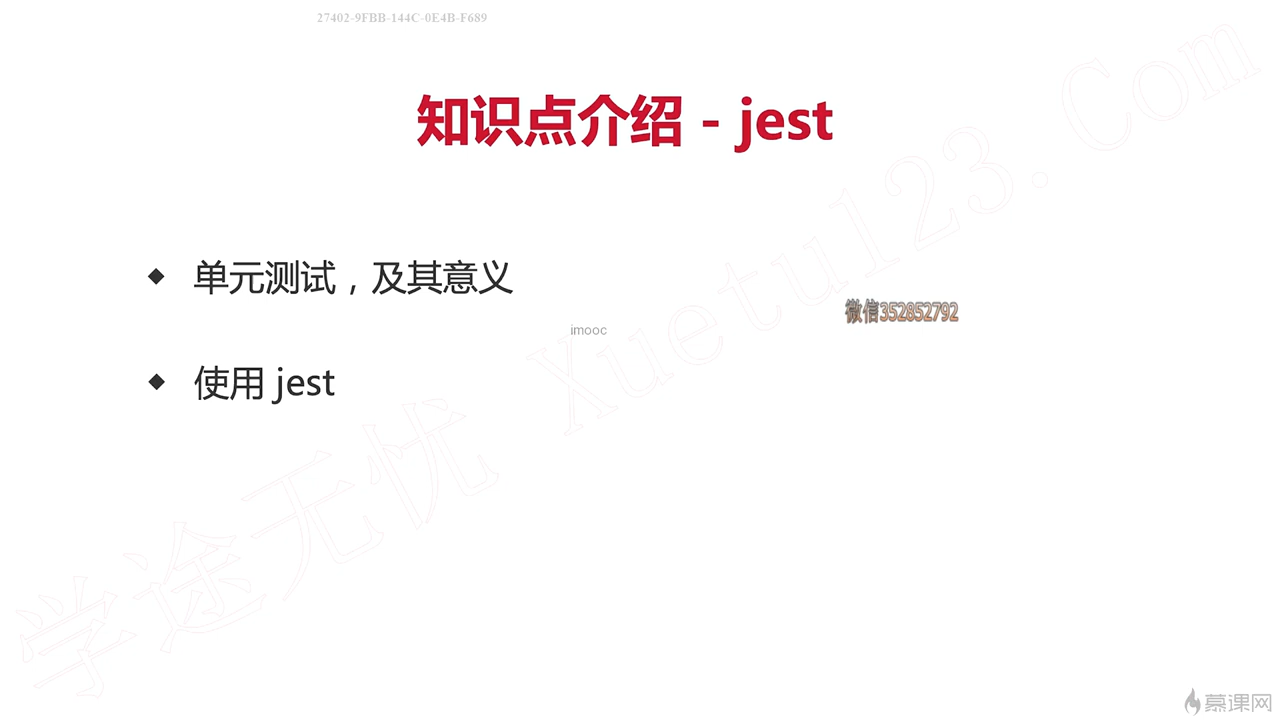 27402-9FBB-144C-0E4B-F689
知识点介绍 - jest
单元测试，及其意义
微信352852792
imooc
使用 jest
学途无忧 Xuetu123.Com
慕课网